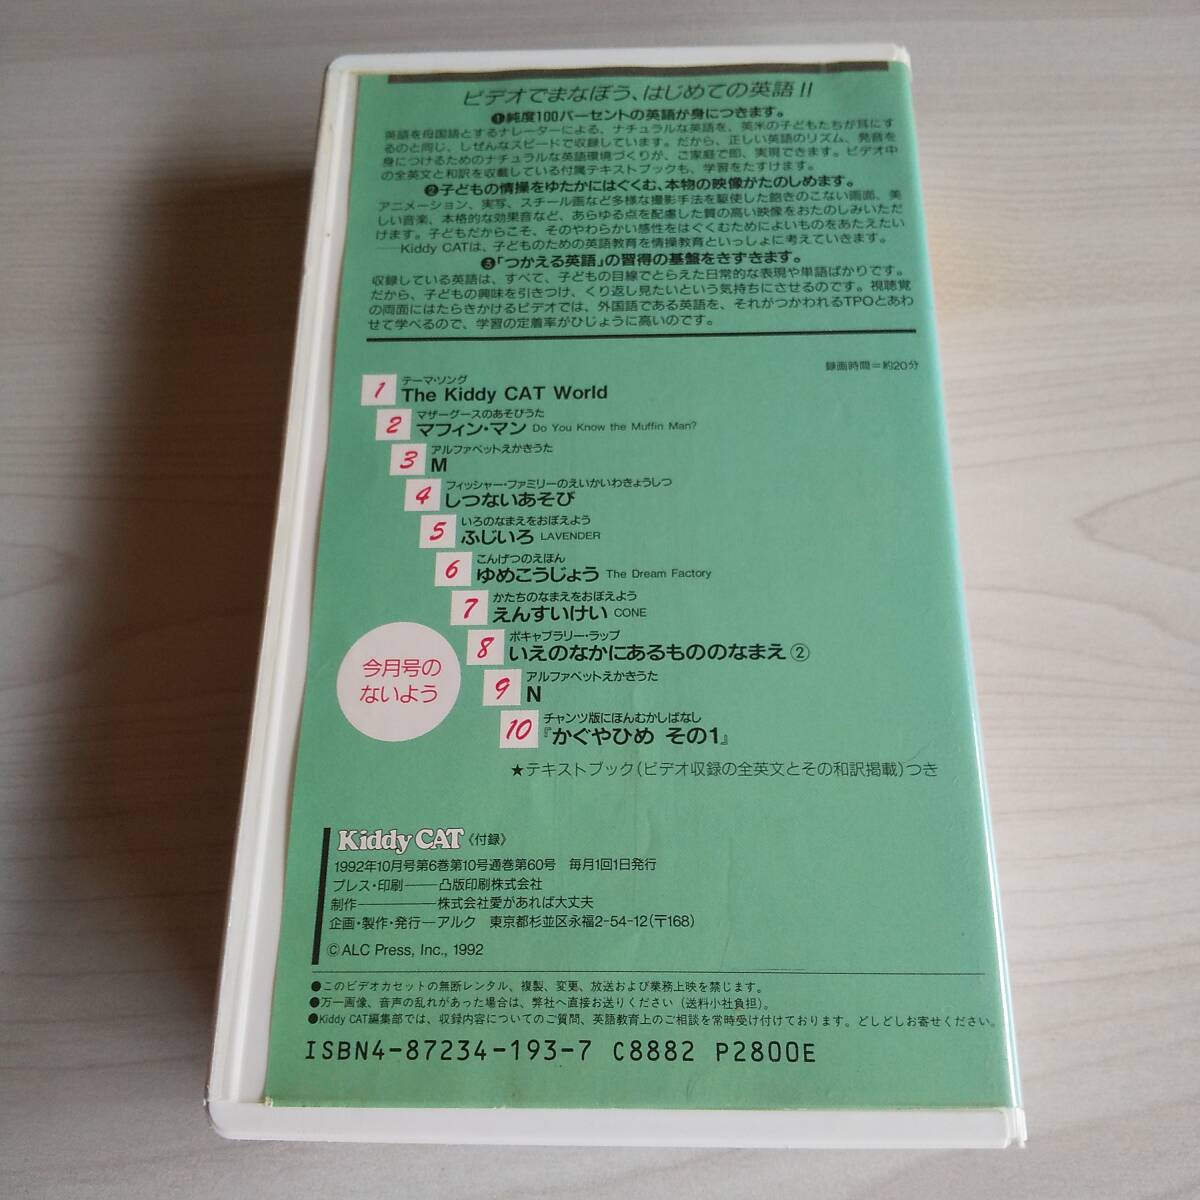 ビデオでまなぼう、はじめての英語!!
❶純度100パーセントの英語が身につきます。
英語を母国語とするナレーターによる、ナチュラルな英語を、英米の子どもたちが耳にす
るのと同じ、しぜんなスピードで収録しています。だから、正しい英語のリズム、発音を
身につけるためのナチュラルな英語環境づくりが、ご家庭で即、実現できます。ビデオ中
の全英文と和訳を収載している付属テキストブックも、学習をたすけます。
❷子どもの情操をゆたかにはぐくむ、本物の映像がたのしめます。
アニメーション、実写、スチール画など多様な撮影手法を駆使した飽きのこない画面、美
しい音楽、本格的な効果音など、あらゆる点を配慮した質の高い映像をおたのしみいただ
けます。子どもだからこそ、そのやわらかい感性をはぐくむためによいものをあたえたい
——Kiddy CATは、子どものための英語教育を情操教育といっしょに考えていきます。
❸「つかえる英語」の習得の基盤をきずきます。
収録している英語は、すべて、子どもの目線でとらえた日常的な表現や単語ばかりです。
だから、子どもの興味を引きつけ、くり返し見たいという気持ちにさせるのです。視聴覚
の両面にはたらきかけるビデオでは、外国語である英語を、それがつかわれるTPOとあわ
せて学べるので、学習の定着率がひじょうに高いのです。
録画時間=約20分
テーマ・ソング
1 The Kiddy CAT World
マザーグースのあそびうた
2 マフィン・マン Do You Know the Muffin Man?
アルファベットえかきうた
3 M
フィッシャー・ファミリーのえいかいわきょうしつ
4 しつないあそび
いろのなまえをおぼえよう
5 ふじいろ LAVENDER
こんげつのえほん
6 ゆめこうじょう The Dream Factory
かたちのなまえをおぼえよう
7 えんすいけい CONE
ボキャブラリー・ラップ
8 いえのなかにあるもののなまえ②
アルファベットえかきうた
9 N
チャンツ版にほんむかしばなし
10 『かぐやひめ その1』
今月号の
ないよう
★テキストブック(ビデオ収録の全英文とその和訳掲載)つき
Kiddy CAT《付録》
1992年10月号第6巻第10号通巻第60号 毎月1回1日発行
プレス・印刷——凸版印刷株式会社
制作————株式会社愛があれば大丈夫
企画・製作・発行—アルク 東京都杉並区永福2-54-12(〒168)
©ALC Press, Inc., 1992
●このビデオカセットの無断レンタル、複製、変更、放送および業務上映を禁じます。
●万一画像、音声の乱れがあった場合は、弊社へ直接お送りください(送料小社負担)。
●Kiddy CAT編集部では、収録内容についてのご質問、英語教育上のご相談を常時受け付けております。どしどしお寄せください。
ISBN4-87234-193-7 C8882 P2800E